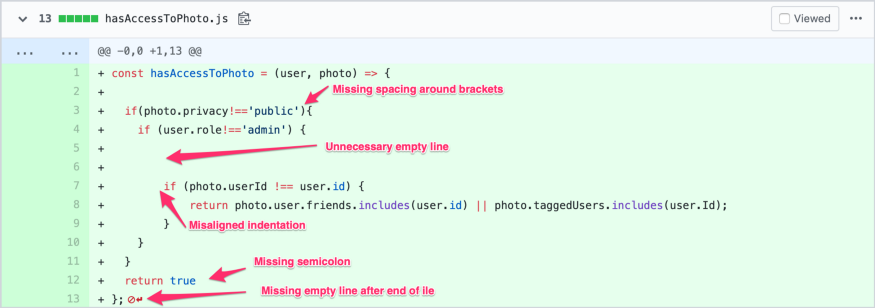 13 hasAccessToPhoto.js Viewed ...
... ... @@ -0,0 +1,13 @@
1 + const hasAccessToPhoto = (user, photo) => {
2 +
Missing spacing around brackets
3 + if(photo.privacy!=='public'){
4 + if (user.role!=='admin') {
5 +
Unnecessary empty line
6 +
7 + if (photo.userId !== user.id) {
8 + return photo.user.friends.includes(user.id) || photo.taggedUsers.includes(user.Id);
9 + }
Misaligned indentation
10 + }
11 + }
Missing semicolon
12 + return true
Missing empty line after end of ile
13 + };